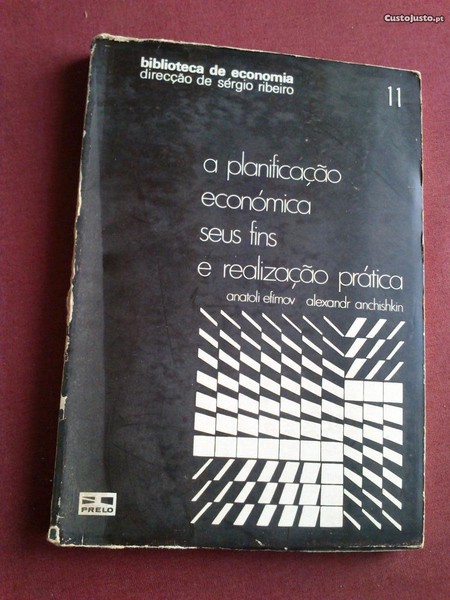 CustoJusto.pt
biblioteca de economia
direcção de sérgio ribeiro
11
a planificação
económica
seus fins
e realização prática
anatoli efímov alexandr anchishkin
PRELO